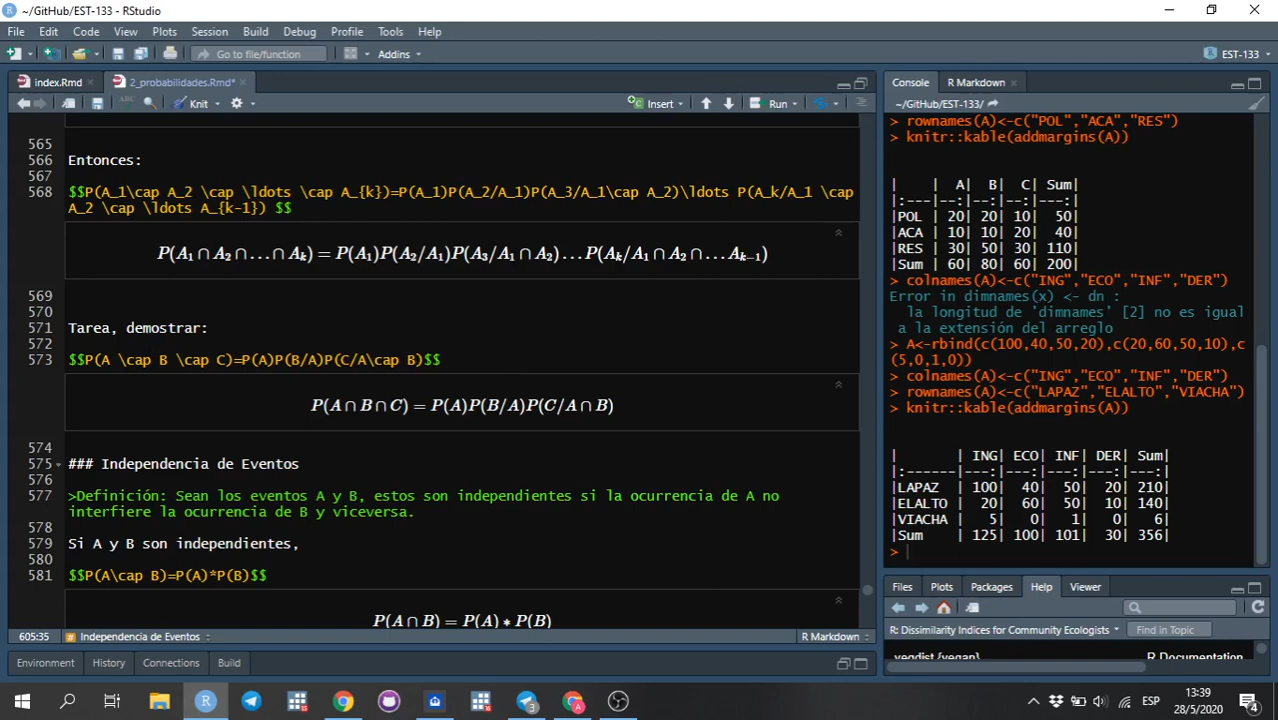 ~/GitHub/EST-133 - RStudio
File Edit Code View Plots Session Build Debug Profile Tools Help
Go to file/function Addins EST-133
index.Rmd 2_probabilidades.Rmd*
ABC Knit Insert Run
565
566 Entonces:
567
568 $$P(A_1\cap A_2 \cap \ldots \cap A_{k})=P(A_1)P(A_2/A_1)P(A_3/A_1\cap A_2)\ldots P(A_k/A_1 \cap
A_2 \cap \ldots A_{k-1}) $$
P(A₁ ∩ A₂ ∩ … ∩ Aₖ) = P(A₁)P(A₂/A₁)P(A₃/A₁ ∩ A₂) … P(Aₖ/A₁ ∩ A₂ ∩ … Aₖ₋₁)
569
570
571 Tarea, demostrar:
572
573 $$P(A \cap B \cap C)=P(A)P(B/A)P(C/A\cap B)$$
P(A ∩ B ∩ C) = P(A)P(B/A)P(C/A ∩ B)
574
575 ### Independencia de Eventos
576
577 >Definición: Sean los eventos A y B, estos son independientes si la ocurrencia de A no
interfiere la ocurrencia de B y viceversa.
578
579 Si A y B son independientes,
580
581 $$P(A\cap B)=P(A)*P(B)$$
P(A ∩ B) = P(A) ∗ P(B)
605:35 # Independencia de Eventos R Markdown
Environment History Connections Build
Console R Markdown
~/GitHub/EST-133/
> rownames(A)<-c("POL","ACA","RES")
> knitr::kable(addmargins(A))
|    |  A|  B|  C| Sum|
|:---|--:|--:|--:|---:|
|POL | 20| 20| 10|  50|
|ACA | 10| 10| 20|  40|
|RES | 30| 50| 30| 110|
|Sum | 60| 80| 60| 200|
> colnames(A)<-c("ING","ECO","INF","DER")
Error in dimnames(x) <- dn :
la longitud de 'dimnames' [2] no es igual
a la extensión del arreglo
> A<-rbind(c(100,40,50,20),c(20,60,50,10),c
(5,0,1,0))
> colnames(A)<-c("ING","ECO","INF","DER")
> rownames(A)<-c("LAPAZ","ELALTO","VIACHA")
> knitr::kable(addmargins(A))
|       | ING| ECO| INF| DER| Sum|
|:------|---:|---:|---:|---:|---:|
|LAPAZ  | 100|  40|  50|  20| 210|
|ELALTO |  20|  60|  50|  10| 140|
|VIACHA |   5|   0|   1|   0|   6|
|Sum    | 125| 100| 101|  30| 356|
>
Files Plots Packages Help Viewer
R: Dissimilarity Indices for Community Ecologists Find in Topic
vegdist {vegan} R Documentation
3 A ESP 13:39
28/5/2020 4